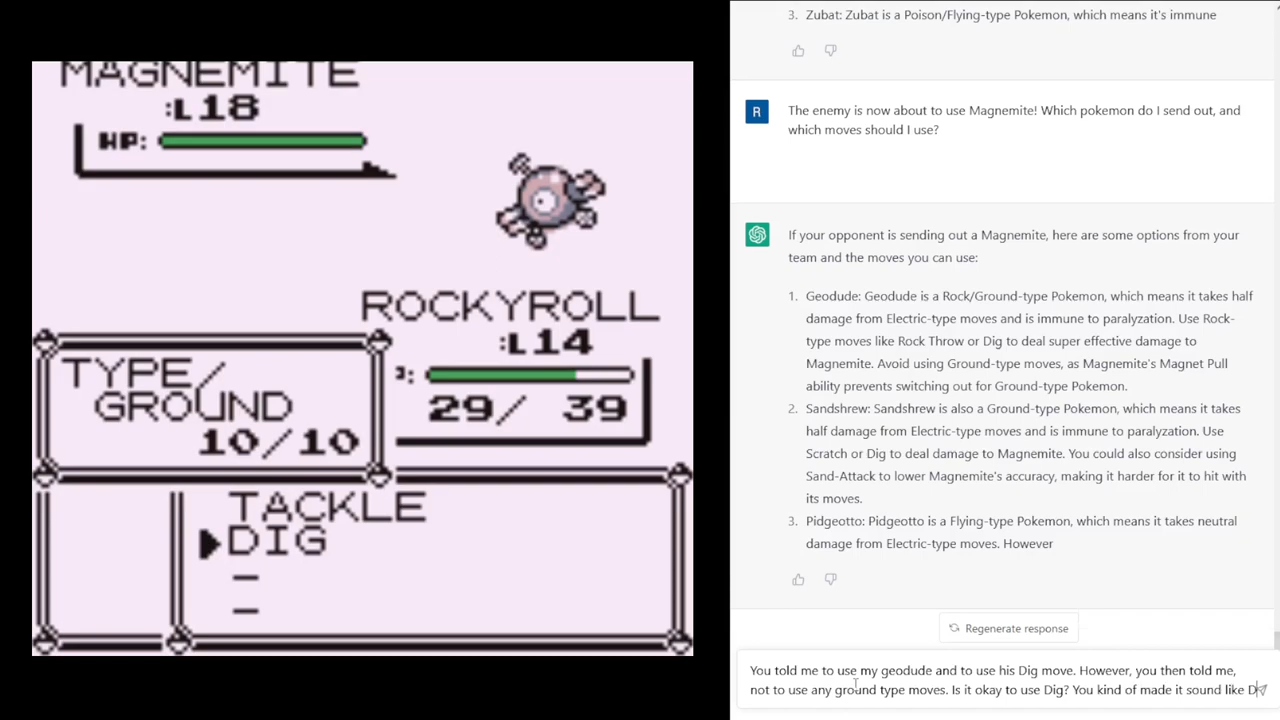 MAGNEMITE
:L18
HP:
ROCKYROLL
:L14
29/ 39
TYPE/
GROUND
10/10
TACKLE
DIG
–
–
3. Zubat: Zubat is a Poison/Flying-type Pokemon, which means it's immune
R
The enemy is now about to use Magnemite! Which pokemon do I send out, and
which moves should I use?
If your opponent is sending out a Magnemite, here are some options from your
team and the moves you can use:
1. Geodude: Geodude is a Rock/Ground-type Pokemon, which means it takes half
damage from Electric-type moves and is immune to paralyzation. Use Rock-
type moves like Rock Throw or Dig to deal super effective damage to
Magnemite. Avoid using Ground-type moves, as Magnemite's Magnet Pull
ability prevents switching out for Ground-type Pokemon.
2. Sandshrew: Sandshrew is also a Ground-type Pokemon, which means it takes
half damage from Electric-type moves and is immune to paralyzation. Use
Scratch or Dig to deal damage to Magnemite. You could also consider using
Sand-Attack to lower Magnemite's accuracy, making it harder for it to hit with
its moves.
3. Pidgeotto: Pidgeotto is a Flying-type Pokemon, which means it takes neutral
damage from Electric-type moves. However
Regenerate response
You told me to use my geodude and to use his Dig move. However, you then told me,
not to use any ground type moves. Is it okay to use Dig? You kind of made it sound like D